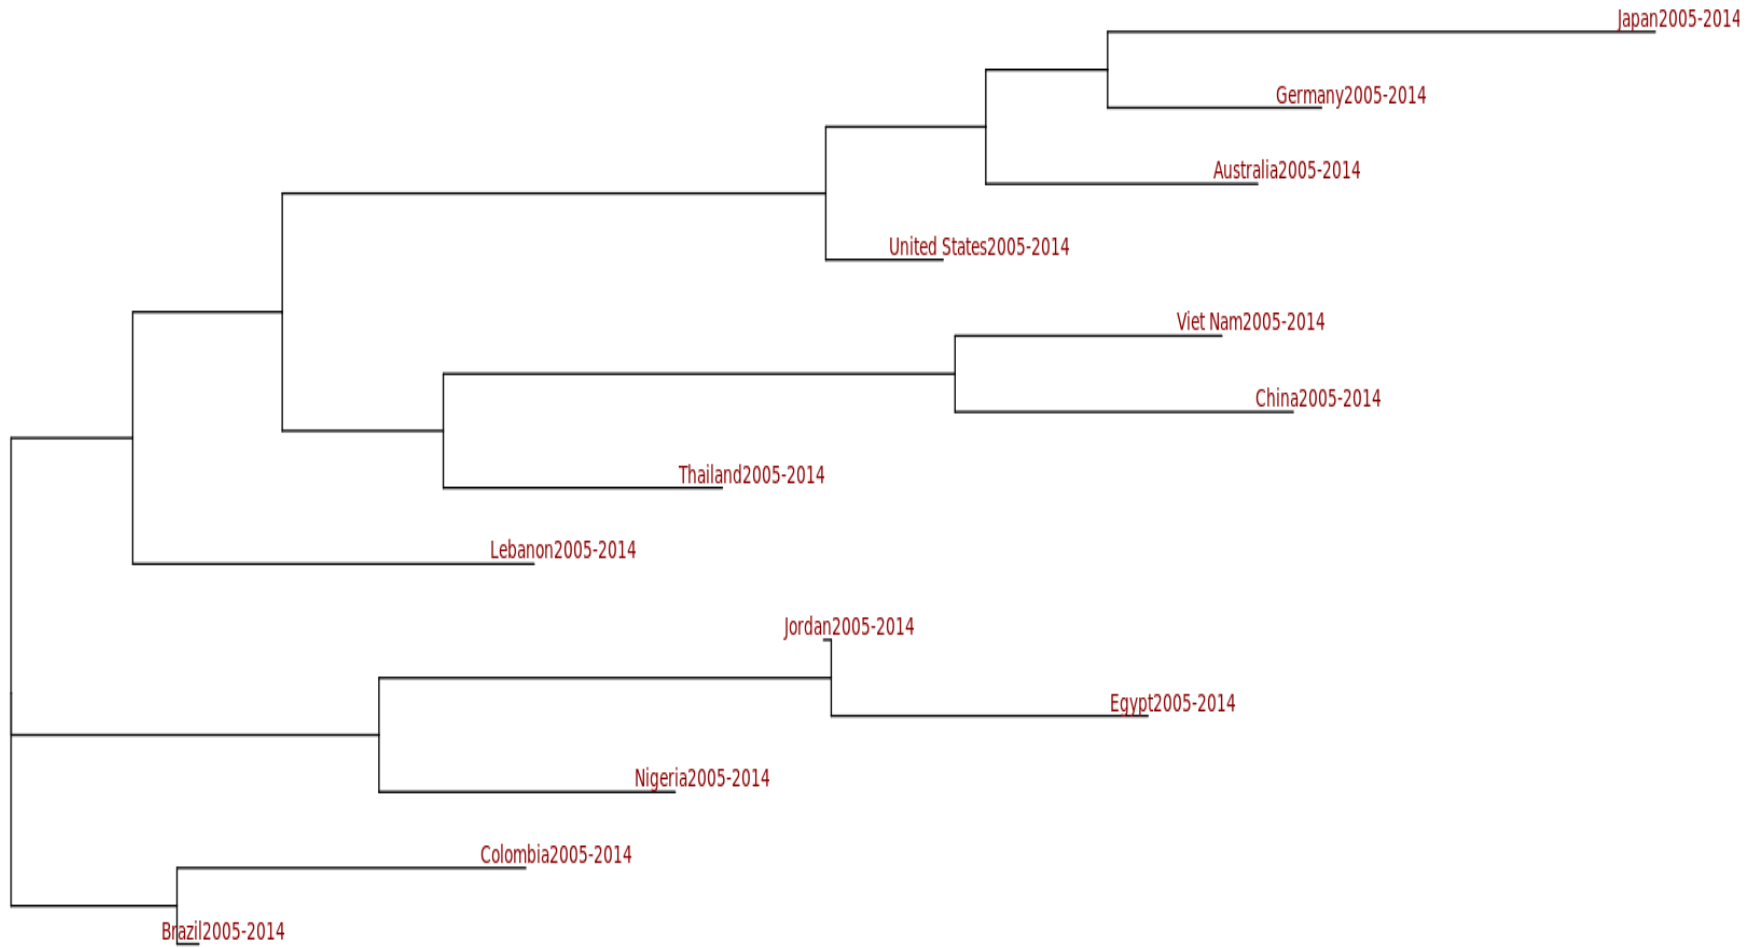 Japan2005-2014
Germany2005-2014
Australia2005-2014
United States2005-2014
Viet Nam2005-2014
China2005-2014
Thailand2005-2014
Lebanon2005-2014
Jordan2005-2014
Egypt2005-2014
Nigeria2005-2014
Colombia2005-2014
Brazil2005-2014